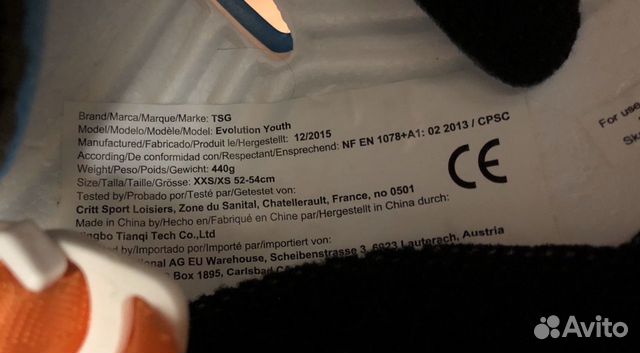 Brand/Marca/Marque/Marke: TSG
Model/Modelo/Modèle/Model: Evolution Youth
Manufactured/Fabricado/Produit le/Hergestellt: 12/2015
According/De conformidad con/Respectant/Ensprechend: NF EN 1078+A1: 02 2013 / CPSC
Weight/Peso/Poids/Gewicht: 440g
Size/Talla/Taille/Grösse: XXS/XS 52-54cm
Tested by/Probado por/Testé par/Getestet von:
Critt Sport Loisiers, Zone du Sanital, Chatellerault, France, no 0501
Made in China by/Hecho en/Fabriqué en Chine par/Hergestellt in China durch:
Tianqi Tech Co.,Ltd
by/Importado por/Importé par/importiert von:
AG EU Warehouse, Scheibenstrasse 3, 6923 Lauterach, Austria
Box 1895, Carlsbad
CE
For use
Avito